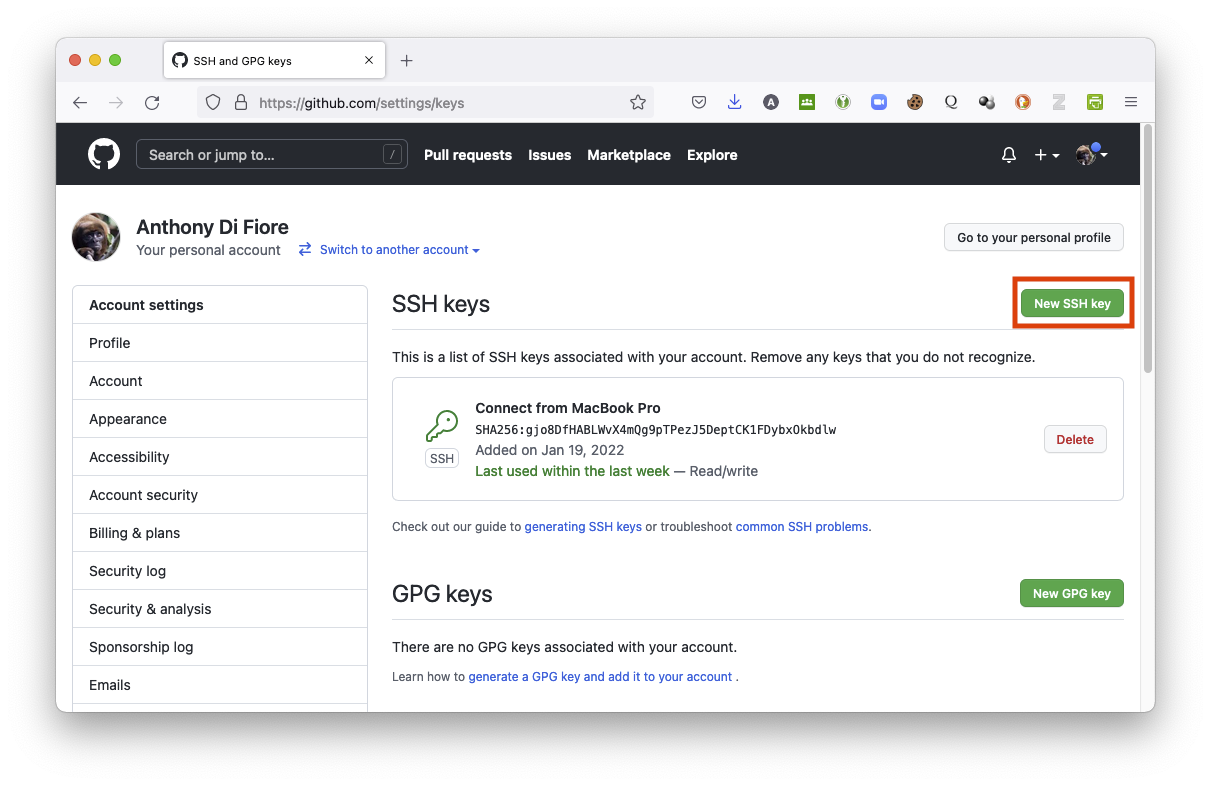 SSH and GPG keys
https://github.com/settings/keys
Search or jump to... /
Pull requests
Issues
Marketplace
Explore
Anthony Di Fiore
Your personal account
Switch to another account
Go to your personal profile
Account settings
Profile
Account
Appearance
Accessibility
Account security
Billing & plans
Security log
Security & analysis
Sponsorship log
Emails
SSH keys
New SSH key
This is a list of SSH keys associated with your account. Remove any keys that you do not recognize.
Connect from MacBook Pro
SHA256:gjo8DfHABLWvX4mQg9pTPezJ5DeptCK1FDybxOkbdlw
SSH
Added on Jan 19, 2022
Last used within the last week — Read/write
Delete
Check out our guide to generating SSH keys or troubleshoot common SSH problems.
GPG keys
New GPG key
There are no GPG keys associated with your account.
Learn how to generate a GPG key and add it to your account .